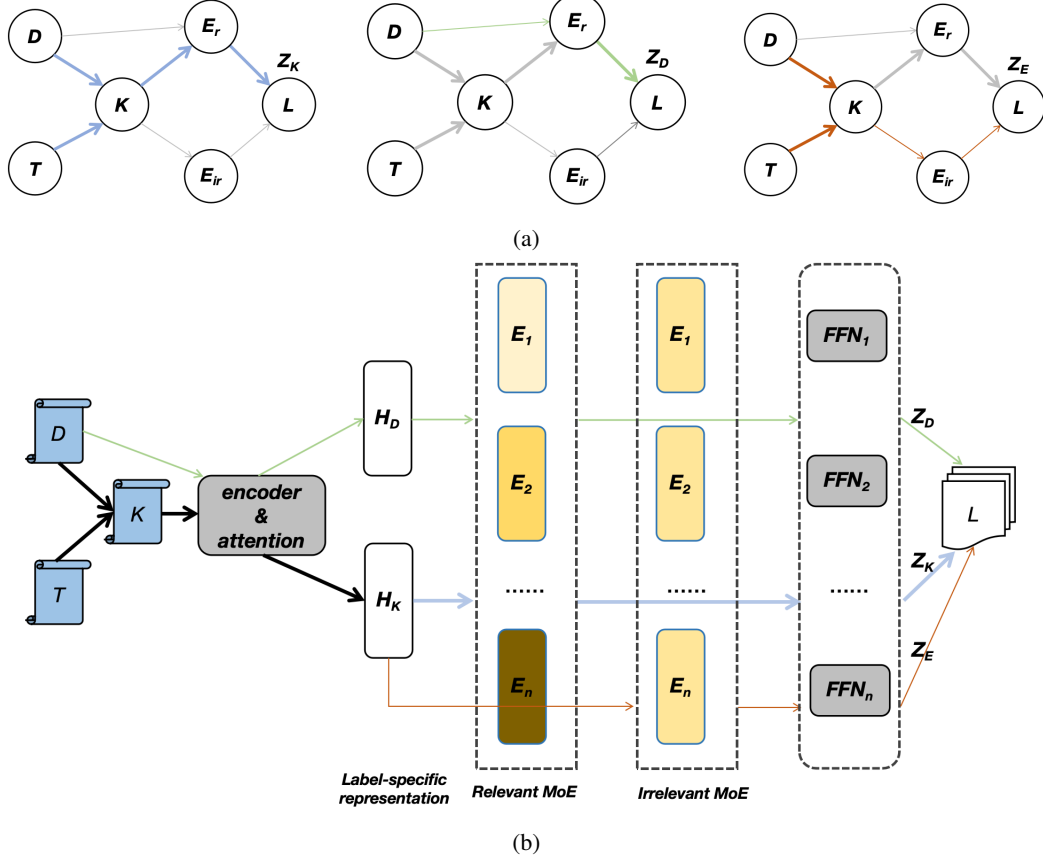 D
E_r
Z_K
K
L
T
E_ir
D
E_r
Z_D
K
L
T
E_ir
D
E_r
Z_E
K
L
T
E_ir
(a)
E_1
E_1
FFN_1
D
H_D
Z_D
K
encoder
&
attention
E_2
E_2
FFN_2
L
T
H_K
......
......
......
Z_K
Z_E
E_n
E_n
FFN_n
Label-specific
representation
Relevant MoE
Irrelevant MoE
(b)